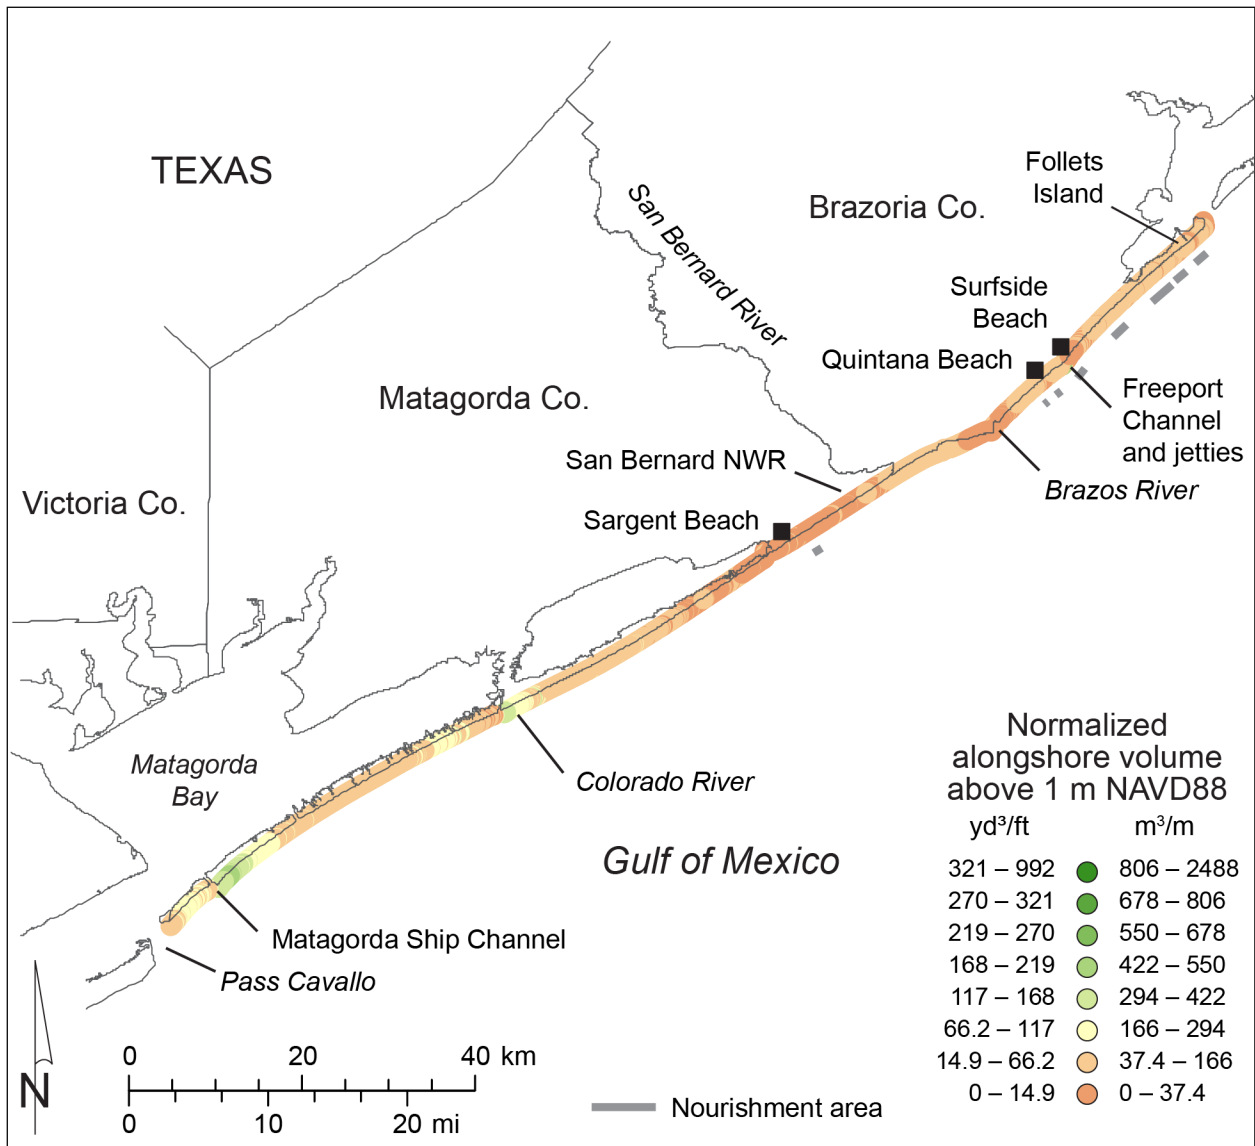 TEXAS
Follets
Island
Brazoria Co.
San Bernard River
Surfside
Beach
Quintana Beach
Matagorda Co.
Freeport
Channel
and jetties
San Bernard NWR
Brazos River
Victoria Co.
Sargent Beach
Matagorda
Bay
Colorado River
Gulf of Mexico
Matagorda Ship Channel
Pass Cavallo
Normalized
alongshore volume
above 1 m NAVD88
yd³/ft m³/m
321 – 992 806 – 2488
270 – 321 678 – 806
219 – 270 550 – 678
168 – 219 422 – 550
117 – 168 294 – 422
66.2 – 117 166 – 294
14.9 – 66.2 37.4 – 166
0 – 14.9 0 – 37.4
N
0 20 40 km
0 10 20 mi
Nourishment area